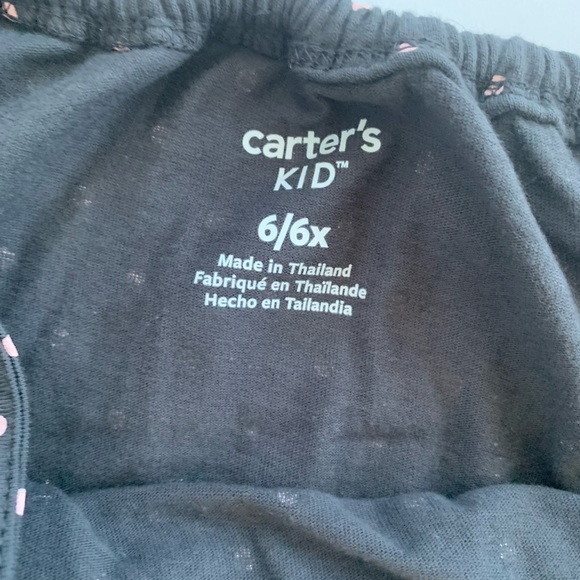 carter's
KID™
6/6x
Made in Thailand
Fabriqué en Thaïlande
Hecho en Tailandia